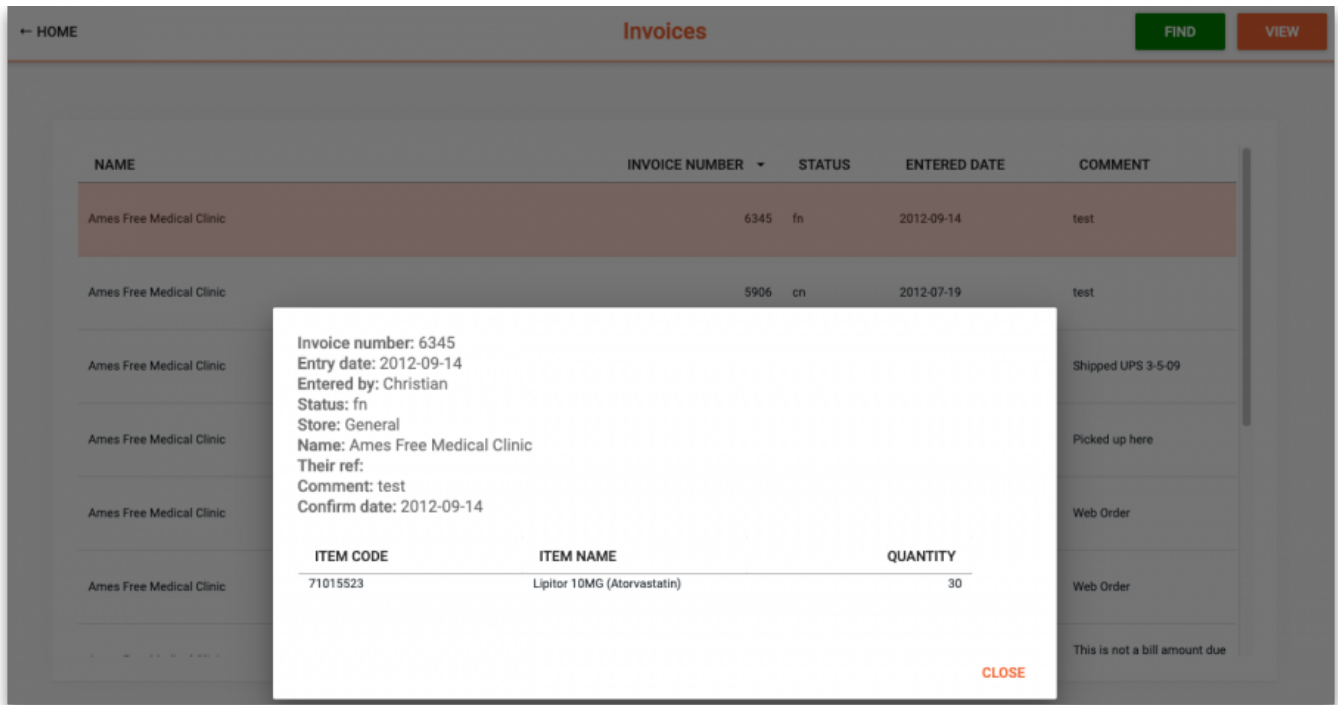 ← HOME
Invoices
FIND
VIEW
NAME INVOICE NUMBER STATUS ENTERED DATE COMMENT
Ames Free Medical Clinic 6345 fn 2012-09-14 test
Ames Free Medical Clinic 5906 cn 2012-07-19 test
Ames Free Medical Clinic Shipped UPS 3-5-09
Ames Free Medical Clinic Picked up here
Ames Free Medical Clinic Web Order
Ames Free Medical Clinic Web Order
This is not a bill amount due
Invoice number: 6345
Entry date: 2012-09-14
Entered by: Christian
Status: fn
Store: General
Name: Ames Free Medical Clinic
Their ref:
Comment: test
Confirm date: 2012-09-14
ITEM CODE ITEM NAME QUANTITY
71015523 Lipitor 10MG (Atorvastatin) 30
CLOSE